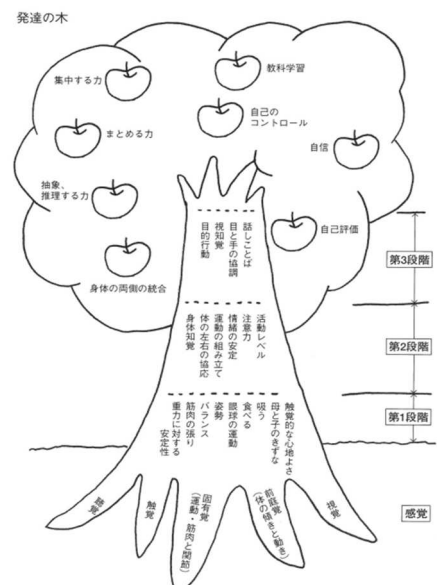 発達の木
集中する力
教科学習
自己の
コントロール
まとめる力
自信
抽象、
推理する力
自己評価
身体の両側の統合
話しことば
目と手の協調
視知覚
目的行動
第3段階
活動レベル
注意力
情緒の安定
運動の組み立て
体の左右の協応
身体知覚
第2段階
触覚的な心地よさ
母と子のきずな
吸う
食べる
眼球の運動
姿勢
バランス
筋肉の張り
重力に対する
安定性
第1段階
聴覚
触覚
固有覚
(運動・筋肉と関節)
前庭覚
(体の傾きと動き)
視覚
感覚